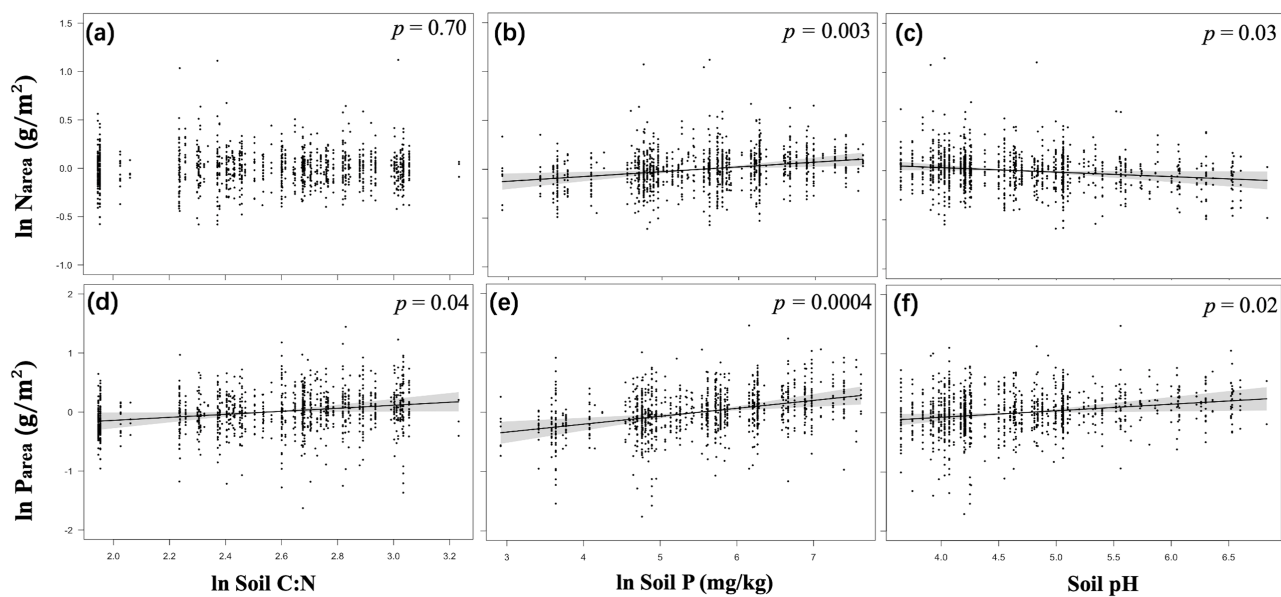 (a)
p = 0.70
(b)
p = 0.003
(c)
p = 0.03
ln Narea (g/m²)
1.5
1.0
0.5
0.0
-0.5
-1.0
(d)
p = 0.04
(e)
p = 0.0004
(f)
p = 0.02
ln Parea (g/m²)
2
1
0
-1
-2
2.0 2.2 2.4 2.6 2.8 3.0 3.2
3 4 5 6 7
4.0 4.5 5.0 5.5 6.0 6.5
ln Soil C:N
ln Soil P (mg/kg)
Soil pH